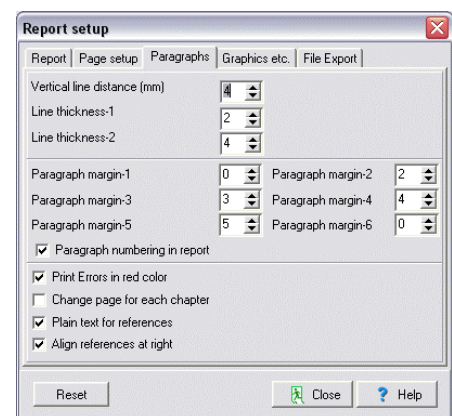 Report setup
Report Page setup Paragraphs Graphics etc. File Export
Vertical line distance (mm) 4
Line thickness-1 2
Line thickness-2 4
Paragraph margin-1 0 Paragraph margin-2 2
Paragraph margin-3 3 Paragraph margin-4 4
Paragraph margin-5 5 Paragraph margin-6 0
Paragraph numbering in report
Print Errors in red color
Change page for each chapter
Plain text for references
Align references at right
Reset Close ? Help